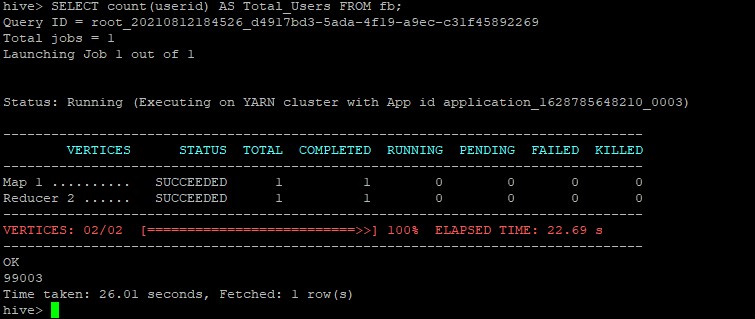 hive> SELECT count(userid) AS Total_Users FROM fb;
Query ID = root_20210812184526_d4917bd3-5ada-4f19-a9ec-c31f45892269
Total jobs = 1
Launching Job 1 out of 1
Status: Running (Executing on YARN cluster with App id application_1628785648210_0003)
--------------------------------------------------------------------------------
VERTICES STATUS TOTAL COMPLETED RUNNING PENDING FAILED KILLED
--------------------------------------------------------------------------------
Map 1 .......... SUCCEEDED 1 1 0 0 0 0
Reducer 2 ...... SUCCEEDED 1 1 0 0 0 0
--------------------------------------------------------------------------------
VERTICES: 02/02 [==========================>>] 100% ELAPSED TIME: 22.69 s
--------------------------------------------------------------------------------
OK
99003
Time taken: 26.01 seconds, Fetched: 1 row(s)
hive>